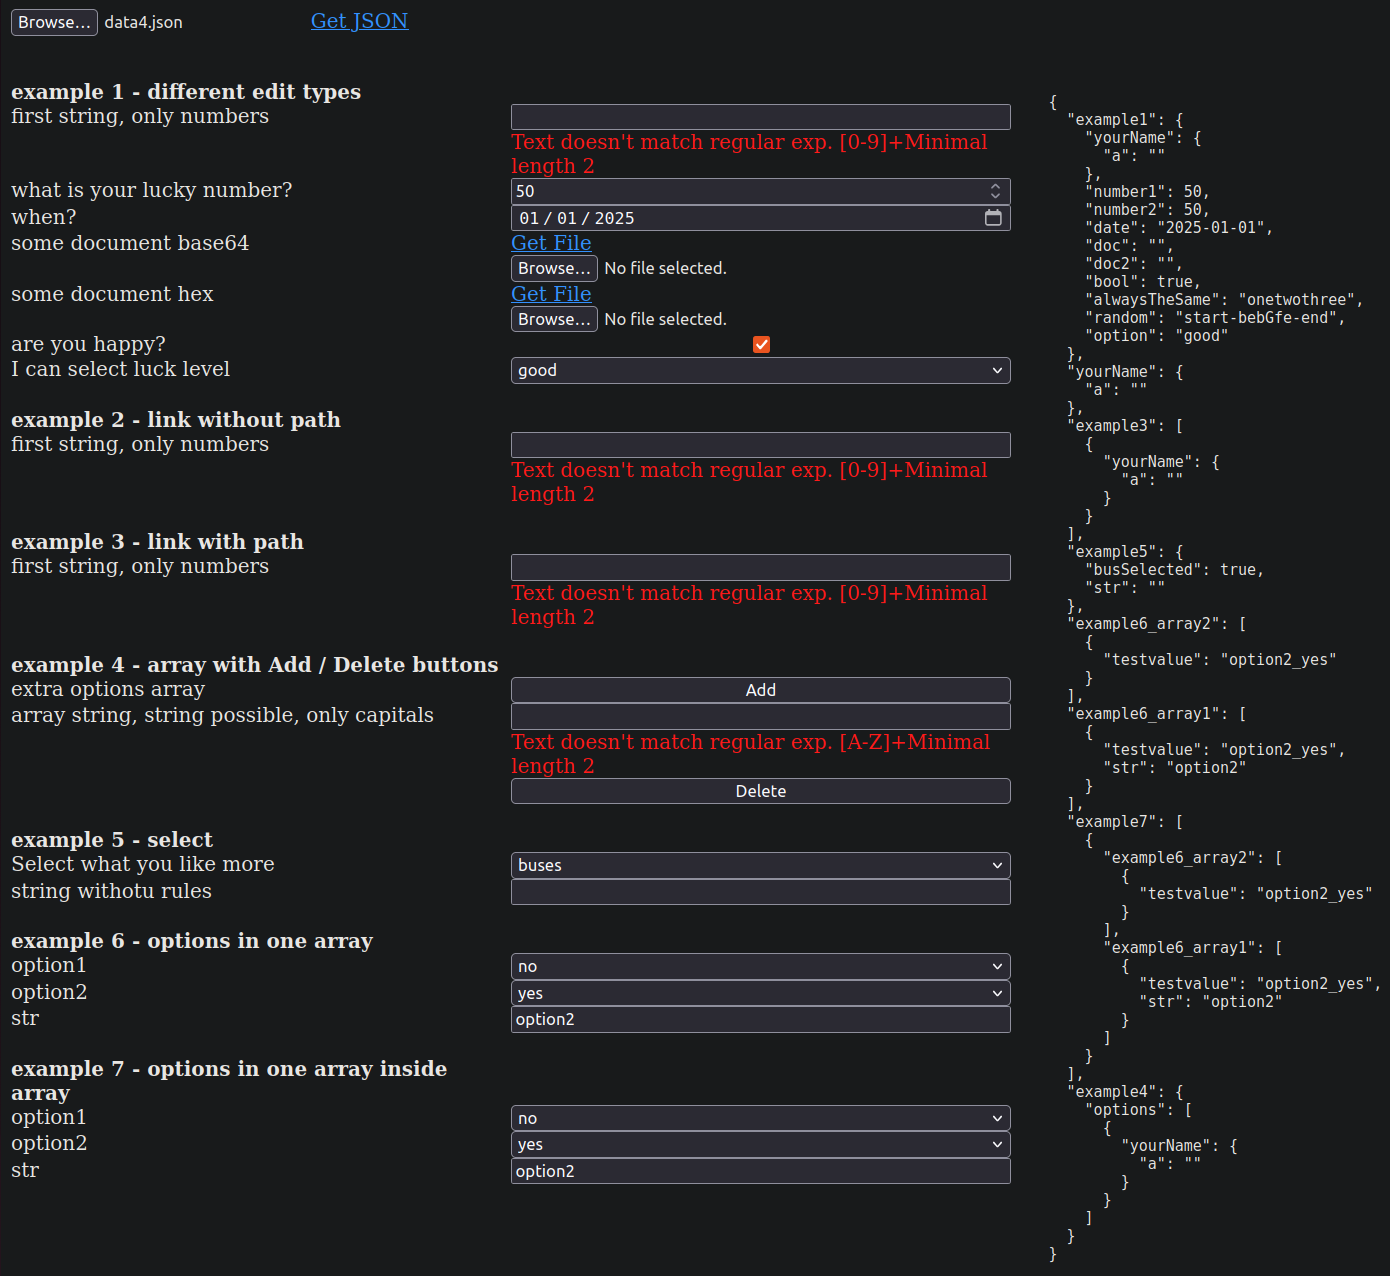 Browse... data4.json Get JSON
example 1 - different edit types
first string, only numbers
Text doesn't match regular exp. [0-9]+Minimal
length 2
what is your lucky number? 50
when? 01 / 01 / 2025
some document base64 Get File
Browse... No file selected.
some document hex Get File
Browse... No file selected.
are you happy?
I can select luck level good
example 2 - link without path
first string, only numbers
Text doesn't match regular exp. [0-9]+Minimal
length 2
example 3 - link with path
first string, only numbers
Text doesn't match regular exp. [0-9]+Minimal
length 2
example 4 - array with Add / Delete buttons
extra options array Add
array string, string possible, only capitals
Text doesn't match regular exp. [A-Z]+Minimal
length 2
Delete
example 5 - select
Select what you like more buses
string withotu rules
example 6 - options in one array
option1 no
option2 yes
str option2
example 7 - options in one array inside
array
option1 no
option2 yes
str option2
{
"example1": {
"yourName": {
"a": ""
},
"number1": 50,
"number2": 50,
"date": "2025-01-01",
"doc": "",
"doc2": "",
"bool": true,
"alwaysTheSame": "onetwothree",
"random": "start-bebGfe-end",
"option": "good"
},
"yourName": {
"a": ""
},
"example3": [
{
"yourName": {
"a": ""
}
}
],
"example5": {
"busSelected": true,
"str": ""
},
"example6_array2": [
{
"testvalue": "option2_yes"
}
],
"example6_array1": [
{
"testvalue": "option2_yes",
"str": "option2"
}
],
"example7": [
{
"example6_array2": [
{
"testvalue": "option2_yes"
}
],
"example6_array1": [
{
"testvalue": "option2_yes",
"str": "option2"
}
]
}
],
"example4": {
"options": [
{
"yourName": {
"a": ""
}
}
]
}
}